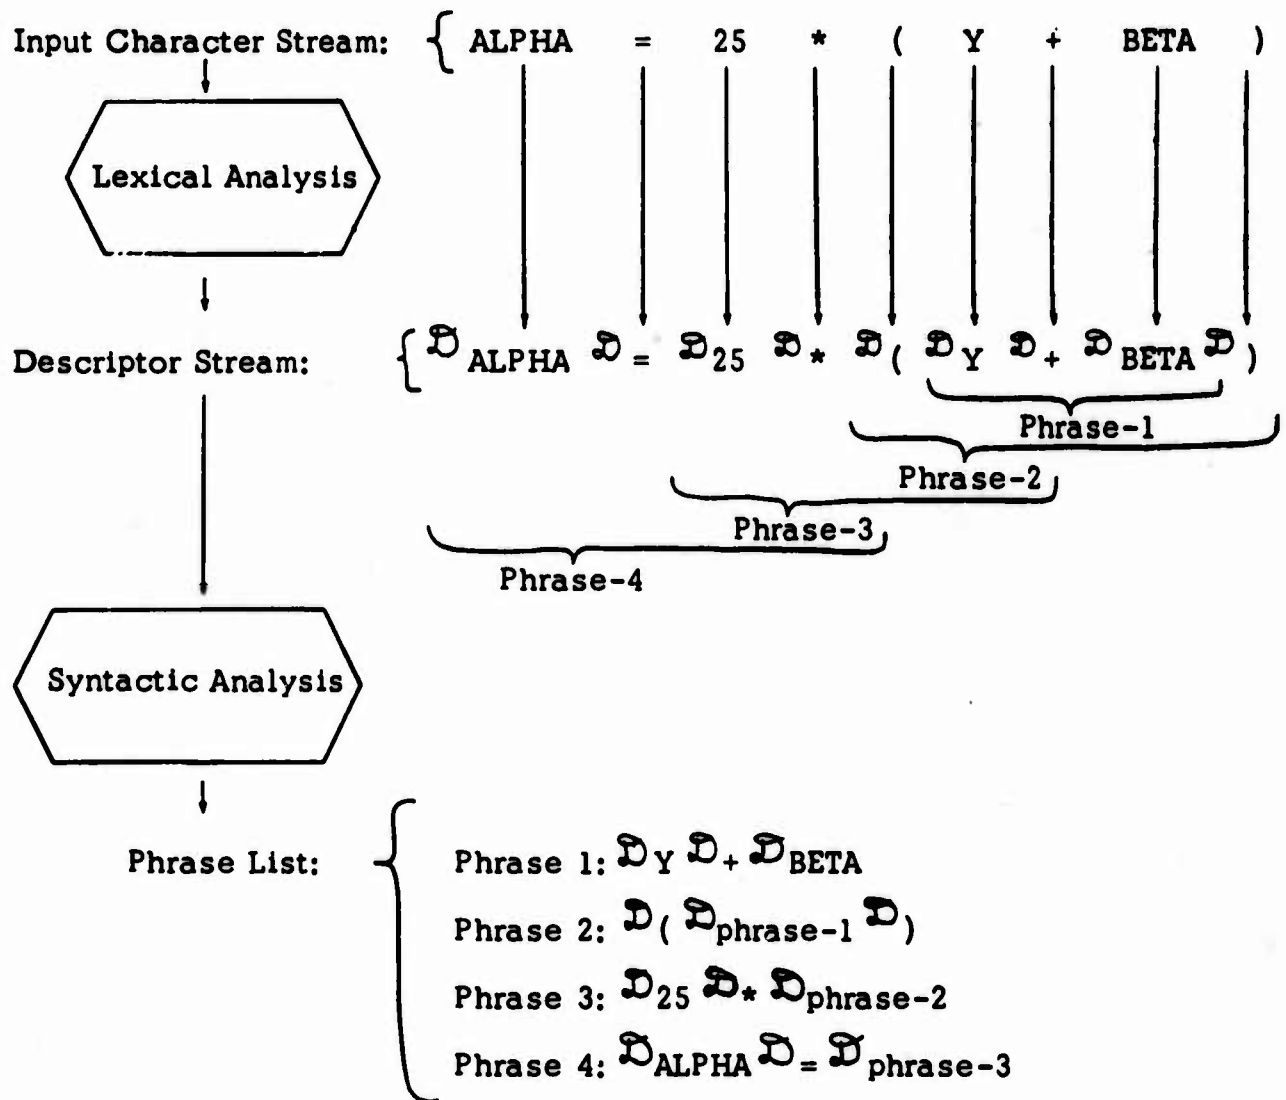 Input Character Stream: { ALPHA = 25 * ( Y + BETA )
Lexical Analysis
Descriptor Stream: { 𝒟ALPHA 𝒟= 𝒟25 𝒟* 𝒟( 𝒟Y 𝒟+ 𝒟BETA 𝒟)
Phrase-1
Phrase-2
Phrase-3
Phrase-4
Syntactic Analysis
Phrase List:
Phrase 1: 𝒟Y 𝒟+ 𝒟BETA
Phrase 2: 𝒟( 𝒟phrase-1 𝒟)
Phrase 3: 𝒟25 𝒟* 𝒟phrase-2
Phrase 4: 𝒟ALPHA 𝒟= 𝒟phrase-3